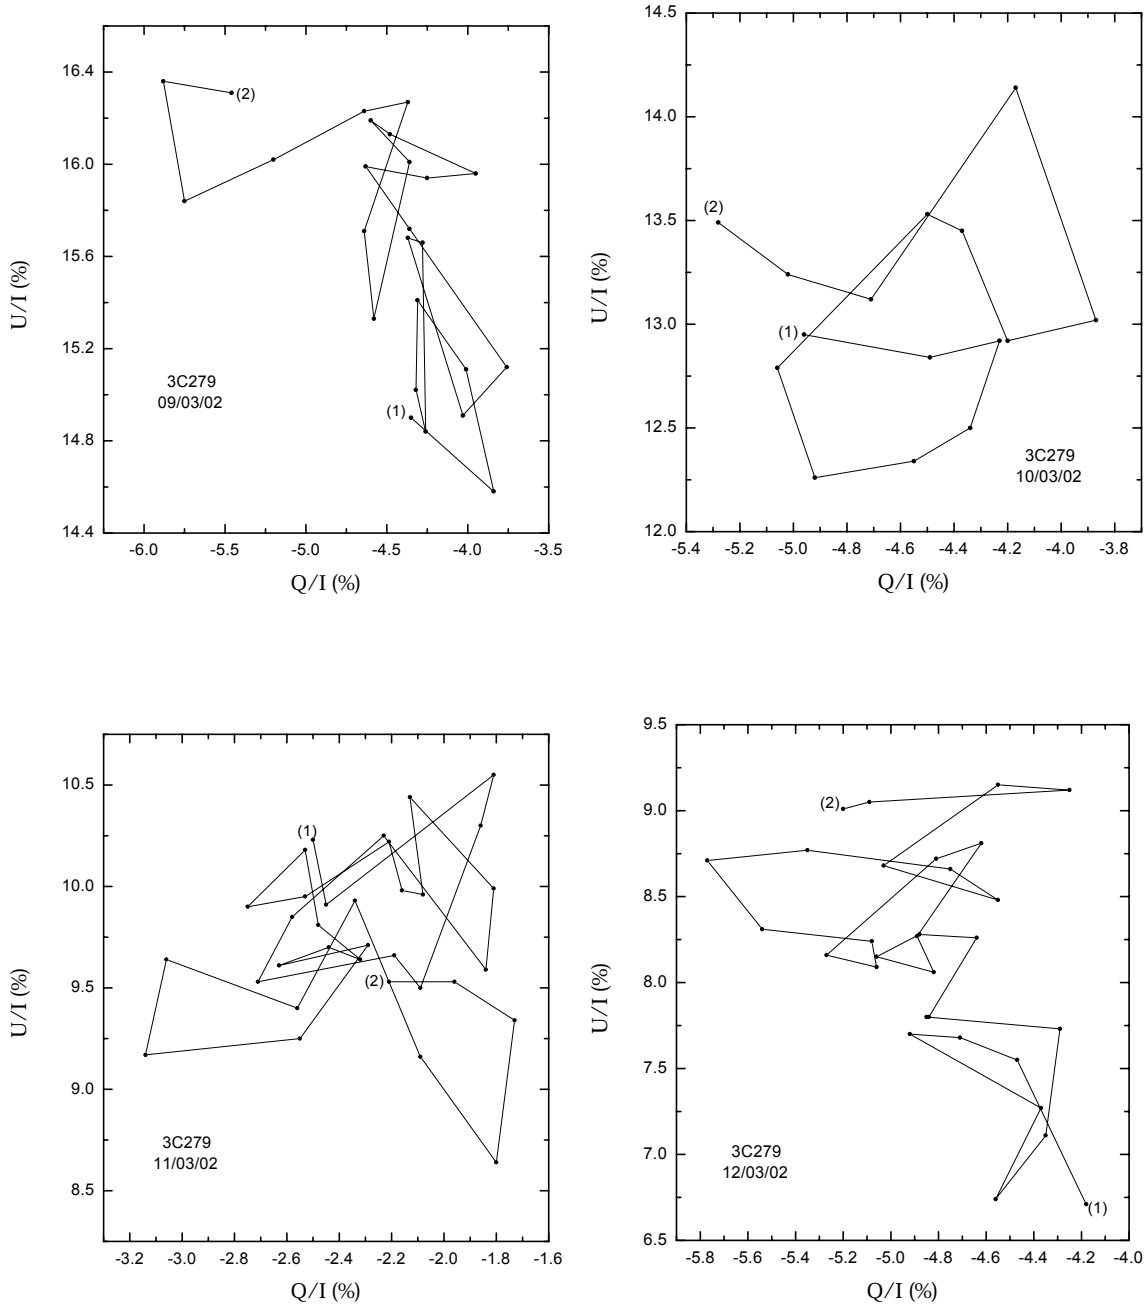 16.4
16.0
15.6
15.2
14.8
14.4
U/I (%)
(2)
(1)
3C279
09/03/02
-6.0 -5.5 -5.0 -4.5 -4.0 -3.5
Q/I (%)
14.5
14.0
13.5
13.0
12.5
12.0
U/I (%)
(2)
(1)
3C279
10/03/02
-5.4 -5.2 -5.0 -4.8 -4.6 -4.4 -4.2 -4.0 -3.8
Q/I (%)
10.5
10.0
9.5
9.0
8.5
U/I (%)
(1)
(2)
3C279
11/03/02
-3.2 -3.0 -2.8 -2.6 -2.4 -2.2 -2.0 -1.8 -1.6
Q/I (%)
9.5
9.0
8.5
8.0
7.5
7.0
6.5
U/I (%)
(2)
3C279
12/03/02
(1)
-5.8 -5.6 -5.4 -5.2 -5.0 -4.8 -4.6 -4.4 -4.2 -4.0
Q/I (%)